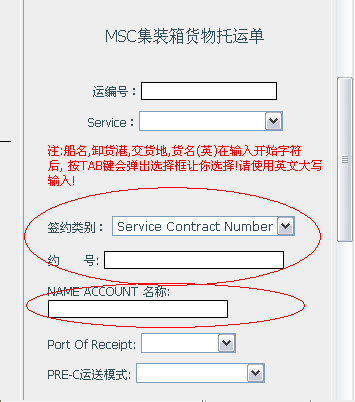 MSC集装箱货物托运单
运编号:
Service:
注:船名,卸货港,交货地,货名(英)在输入开始字符
后, 按TAB键会弹出选择框让你选择!请使用英文大写
输入!
签约类别: Service Contract Number
约 号:
NAME ACCOUNT 名称:
Port Of Receipt:
PRE-C运送模式: